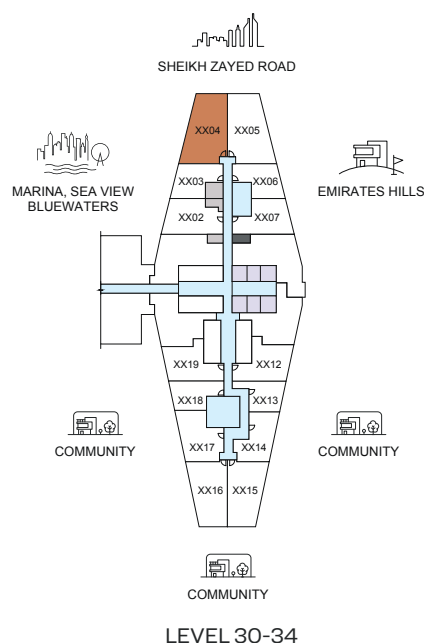 SHEIKH ZAYED ROAD
XX04
XX05
MARINA, SEA VIEW
BLUEWATERS
EMIRATES HILLS
XX03
XX06
XX02
XX07
XX19
XX12
XX18
XX13
XX17
XX14
COMMUNITY
COMMUNITY
XX16
XX15
COMMUNITY
LEVEL 30-34